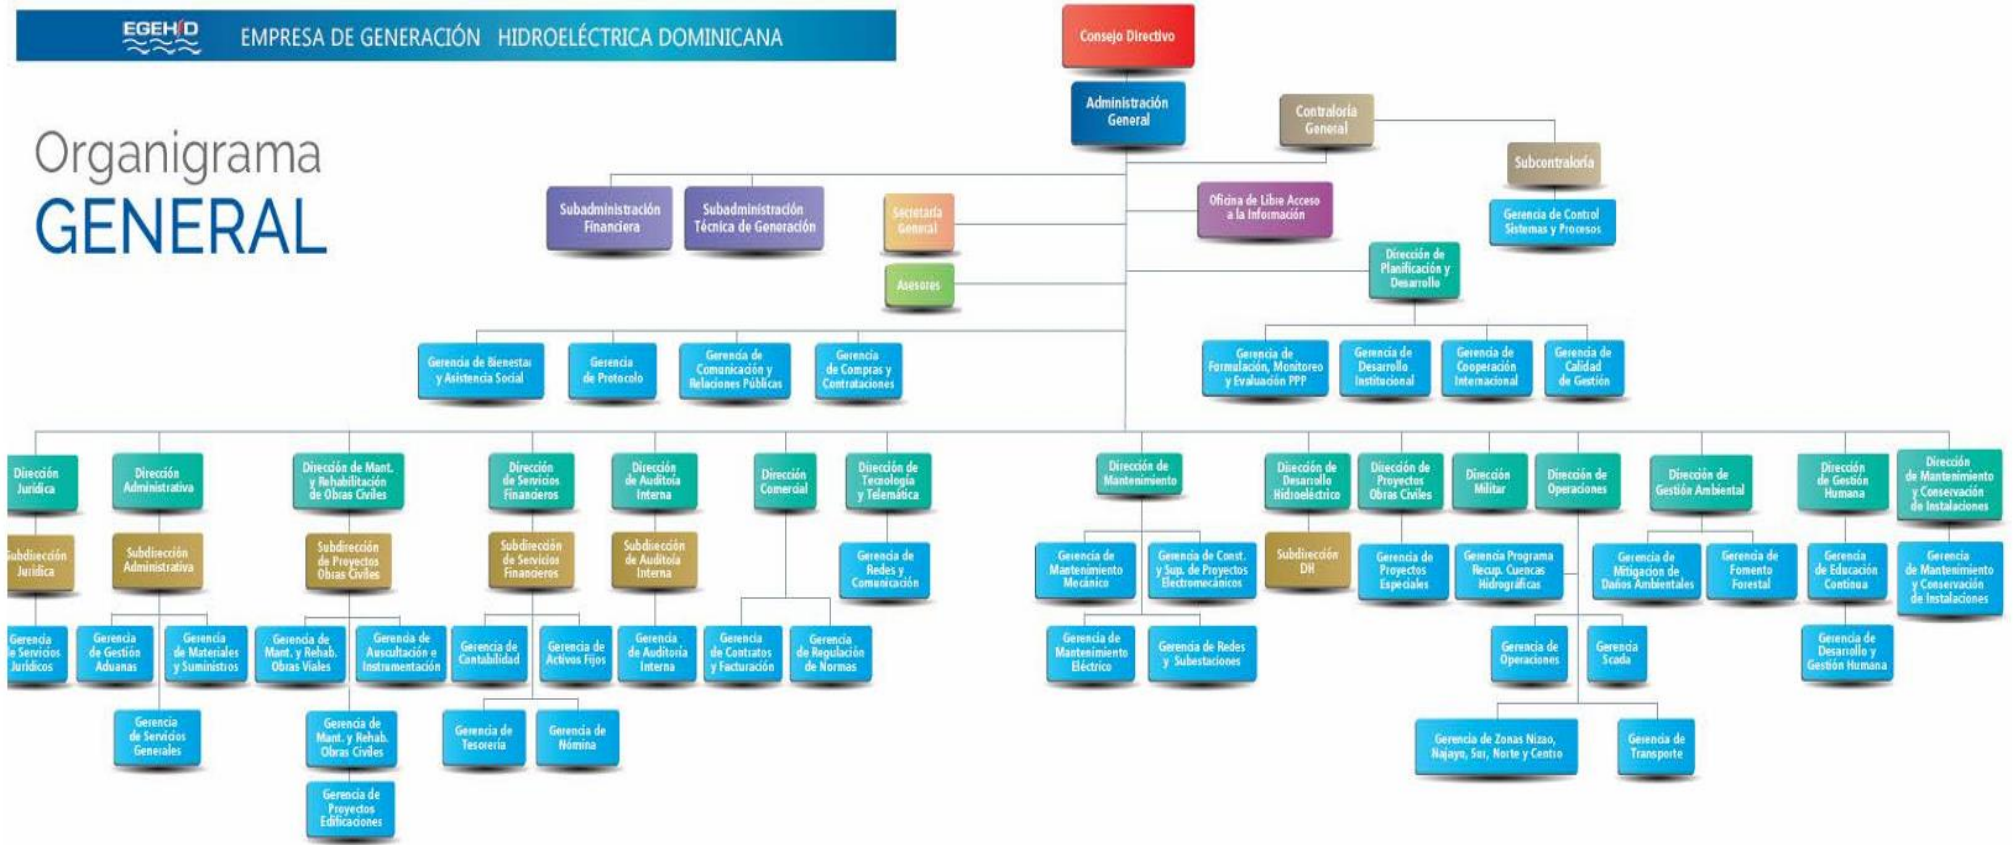 EGEHID
EMPRESA DE GENERACIÓN HIDROELÉCTRICA DOMINICANA
Organigrama
GENERAL
Consejo Directivo
Administración
General
Contraloría
General
Subcontraloría
Gerencia de Control
Sistemas y Procesos
Subadministración
Financiera
Subadministración
Técnica de Generación
Secretaría
General
Asesores
Oficina de Libre Acceso
a la Información
Dirección de
Planificación y
Desarrollo
Gerencia de Bienestar
y Asistencia Social
Gerencia
de Protocolo
Gerencia de
Comunicación y
Relaciones Públicas
Gerencia
de Compras y
Contrataciones
Gerencia de
Formulación, Monitoreo
y Evaluación PPP
Gerencia de
Desarrollo
Institucional
Gerencia de
Cooperación
Internacional
Gerencia de
Calidad
de Gestión
Dirección
Jurídica
Dirección
Administrativa
Dirección de Mant.
y Rehabilitación
de Obras Civiles
Dirección
de Servicios
Financieros
Dirección
de Auditoía
Interna
Dirección
Comercial
Dirección de
Tecnología
y Telemática
Dirección de
Mantenimiento
Dirección de
Desarrollo
Hidroeléctrico
Dirección de
Proyectos
Obras Civiles
Dirección
Militar
Dirección de
Operaciones
Dirección de
Gestión Ambiental
Dirección
de Gestión
Humana
Dirección
de Mantenimiento
y Conservación
de Instalaciones
Subdirección
Jurídica
Subdirección
Administrativa
Subdirección
de Proyectos
Obras Civiles
Subdirección
de Servicios
Financieros
Subdirección
de Auditoía
Interna
Gerencia de
Redes y
Comunicación
Gerencia de
Mantenimiento
Mecánico
Gerencia de Const.
y Sup. de Proyectos
Electromecánicos
Subdirección
DH
Gerencia de
Proyectos
Especiales
Gerencia Programa
Recup. Cuencas
Hidrográficas
Gerencia de
Mitigacion de
Daños Ambientales
Gerencia de
Fomento
Forestal
Gerencia
de Educación
Continua
Gerencia
de Mantenimiento
y Conservación
de Instalaciones
Gerencia
de Servicios
Jurídicos
Gerencia
de Gestión
Aduanas
Gerencia
de Materiales
y Suministros
Gerencia de
Mant. y Rehab.
Obras Viales
Gerencia de
Auscultación e
Instrumentación
Gerencia de
Contabilidad
Gerencia de
Activos Fijos
Gerencia
de Auditoría
Interna
Gerencia
de Contratos
y Facturación
Gerencia
de Regulación
de Normas
Gerencia de
Mantenimiento
Eléctrico
Gerencia de Redes
y Subestaciones
Gerencia de
Operaciones
Gerencia
Scada
Gerencia de
Desarrollo y
Gestión Humana
Gerencia
de Servicios
Generales
Gerencia de
Mant. y Rehab.
Obras Civiles
Gerencia de
Tesorería
Gerencia de
Nómina
Gerencia de Zonas Nizao,
Najayo, Sur, Norte y Centro
Gerencia de
Transporte
Gerencia de
Proyectos
Edificaciones